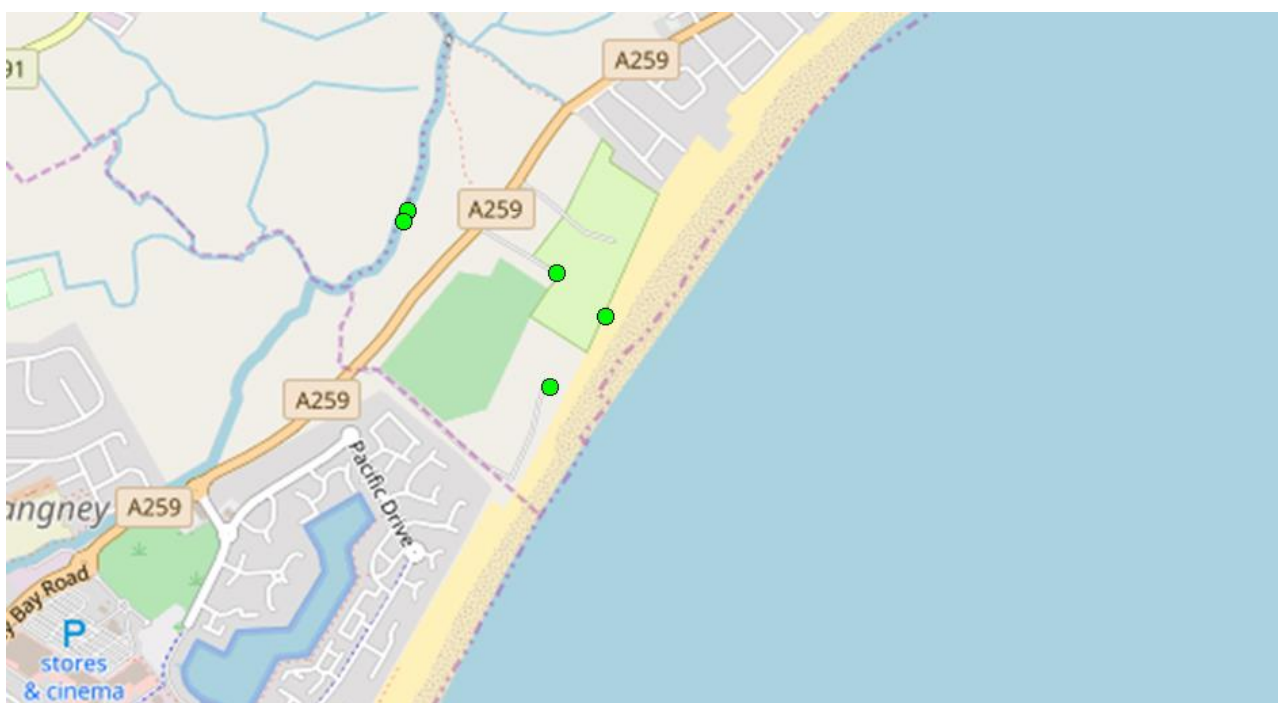 91
A259
A259
A259
Pacific Drive
angney
A259
y Bay Road
P
stores
& cinema